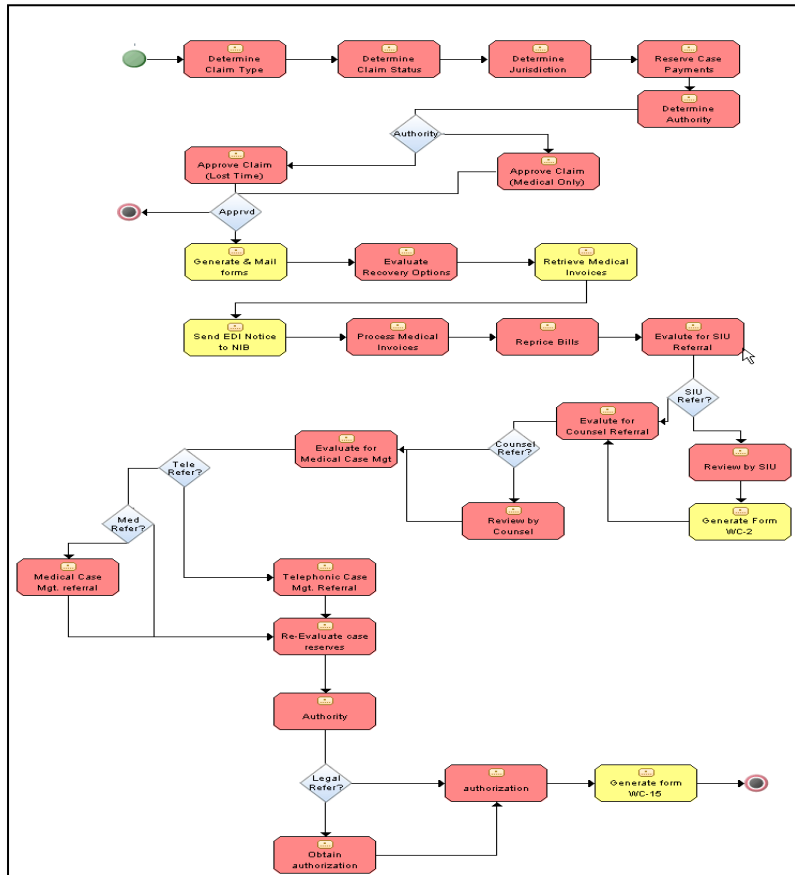 Determine
Claim Type
Determine
Claim Status
Determine
Jurisdiction
Reserve Case
Payments
Determine
Authority
Authority
Approve Claim
(Lost Time)
Approve Claim
(Medical Only)
Apprvd
Generate & Mail
forms
Evaluate
Recovery Options
Retrieve Medical
Invoices
Send EDI Notice
to NIB
Process Medical
Invoices
Reprice Bills
Evalute for SIU
Referral
SIU
Refer?
Evalute for
Counsel Referral
Counsel
Refer?
Evaluate for
Medical Case Mgt
Tele
Refer?
Review by SIU
Review by
Counsel
Generate Form
WC-2
Med
Refer?
Medical Case
Mgt. referral
Telephonic Case
Mgt. Referral
Re-Evaluate case
reserves
Authority
Legal
Refer?
authorization
Generate form
WC-15
Obtain
authorization